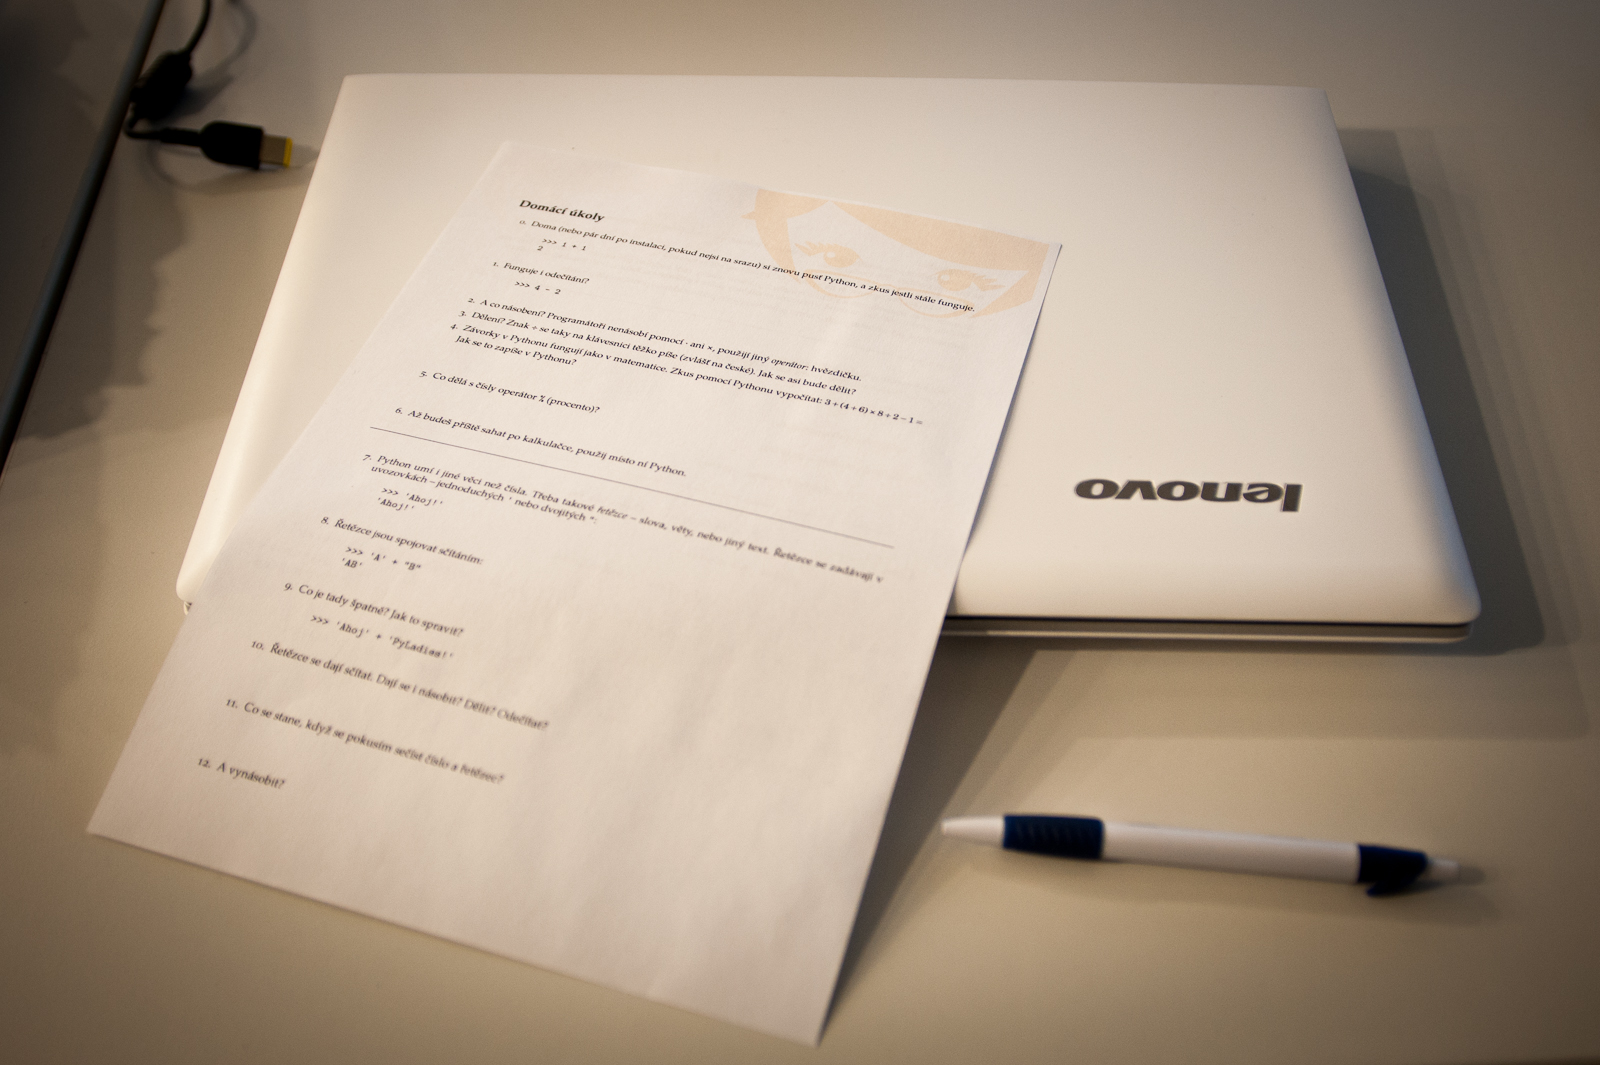 Domácí úkoly
0. Doma (nebo pár dní po instalaci, pokud nejsi na srazu) si znovu pusť Python, a zkus jestli stále funguje.
>>> 1 + 1
2
1. Funguje i odečítání?
>>> 4 - 2
2. A co násobení? Programátoři nenásobí pomocí · ani ×, použijí jiný operátor: hvězdičku.
3. Dělení? Znak ÷ se taky na klávesnici těžko píše (zvlášť na české). Jak se asi bude dělit?
4. Závorky v Pythonu fungují jako v matematice. Zkus pomocí Pythonu vypočítat: 3 + (4 + 6) × 8 ÷ 2 − 1 =
Jak se to zapíše v Pythonu?
5. Co dělá s čísly operátor % (procento)?
6. Až budeš příště sahat po kalkulačce, použij místo ní Python.
7. Python umí i jiné věci než čísla. Třeba takové řetězce – slova, věty, nebo jiný text. Řetězce se zadávají v
uvozovkách – jednoduchých ' nebo dvojitých ":
>>> 'Ahoj!'
'Ahoj!'
8. Řetězce jsou spojovat sčítáním:
>>> 'A' + "B"
'AB'
9. Co je tady špatně? Jak to spravit?
>>> 'Ahoj' + 'PyLadies!'
10. Řetězce se dají sčítat. Dají se i násobit? Dělit? Odečítat?
11. Co se stane, když se pokusím sečíst číslo a řetězec?
12. A vynásobit?
lenovo